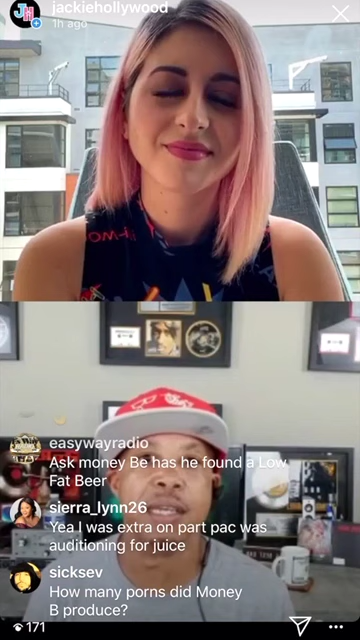 jackiehollywood
1h ago
easywayradio
Ask money Be has he found a Low
Fat Beer
sierra_lynn26
Yea I was extra on part pac was
auditioning for juice
sicksev
How many porns did Money
B produce?
171